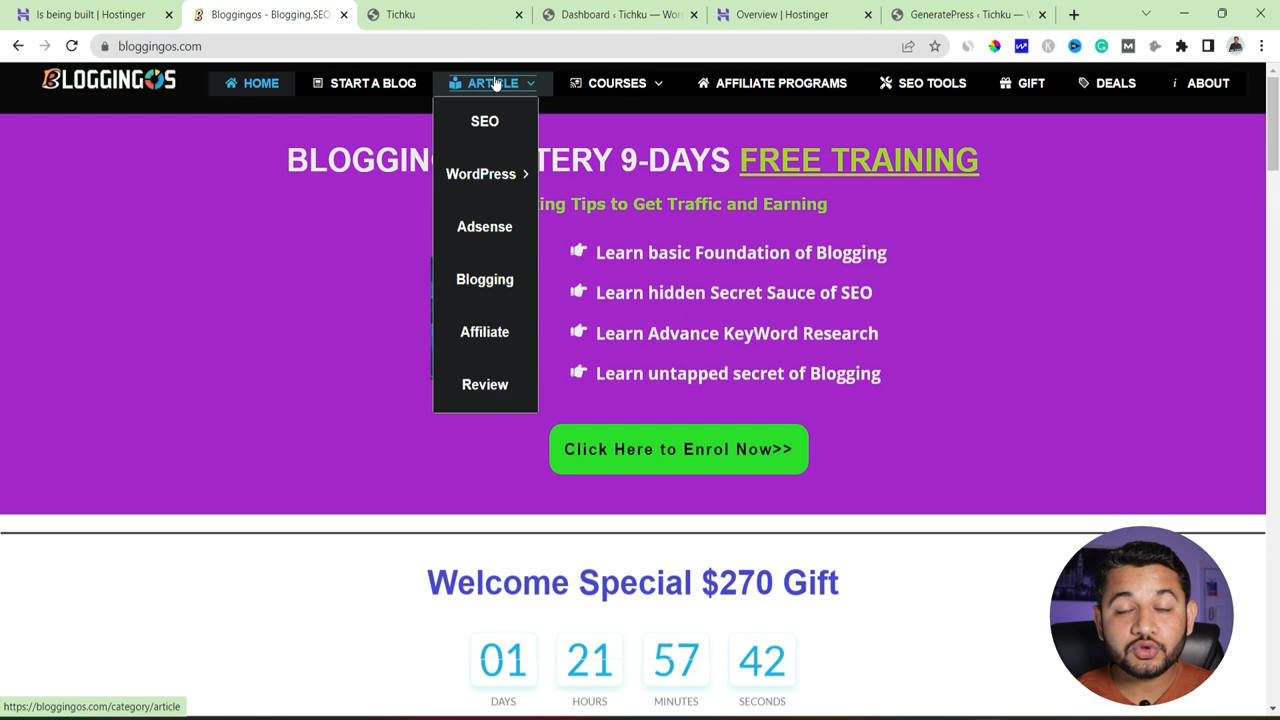 Is being built | Hostinger
Bloggingos - Blogging,SEO,
Tichku
Dashboard ‹ Tichku — Wor
Overview | Hostinger
GeneratePress ‹ Tichku — W
bloggingos.com
BLOGGINGOS
HOME
START A BLOG
ARTICLE
COURSES
AFFILIATE PROGRAMS
SEO TOOLS
GIFT
DEALS
ABOUT
SEO
WordPress
Adsense
Blogging
Affiliate
Review
BLOGGIN TERY 9-DAYS FREE TRAINING
ing Tips to Get Traffic and Earning
Learn basic Foundation of Blogging
Learn hidden Secret Sauce of SEO
Learn Advance KeyWord Research
Learn untapped secret of Blogging
Click Here to Enrol Now>>
Welcome Special $270 Gift
01 21 57 42
DAYS HOURS MINUTES SECONDS
https://bloggingos.com/category/article